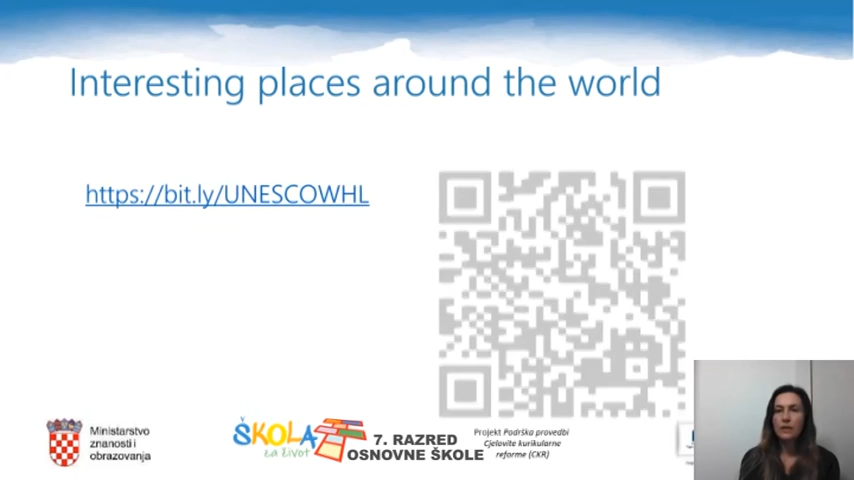 Interesting places around the world
https://bit.ly/UNESCOWHL
Ministarstvo
znanosti i
obrazovanja
ŠKOLA
za život
7. RAZRED
OSNOVNE ŠKOLE
Projekt Podrška provedbi
Cjelovite kurikularne
reforme (CKR)